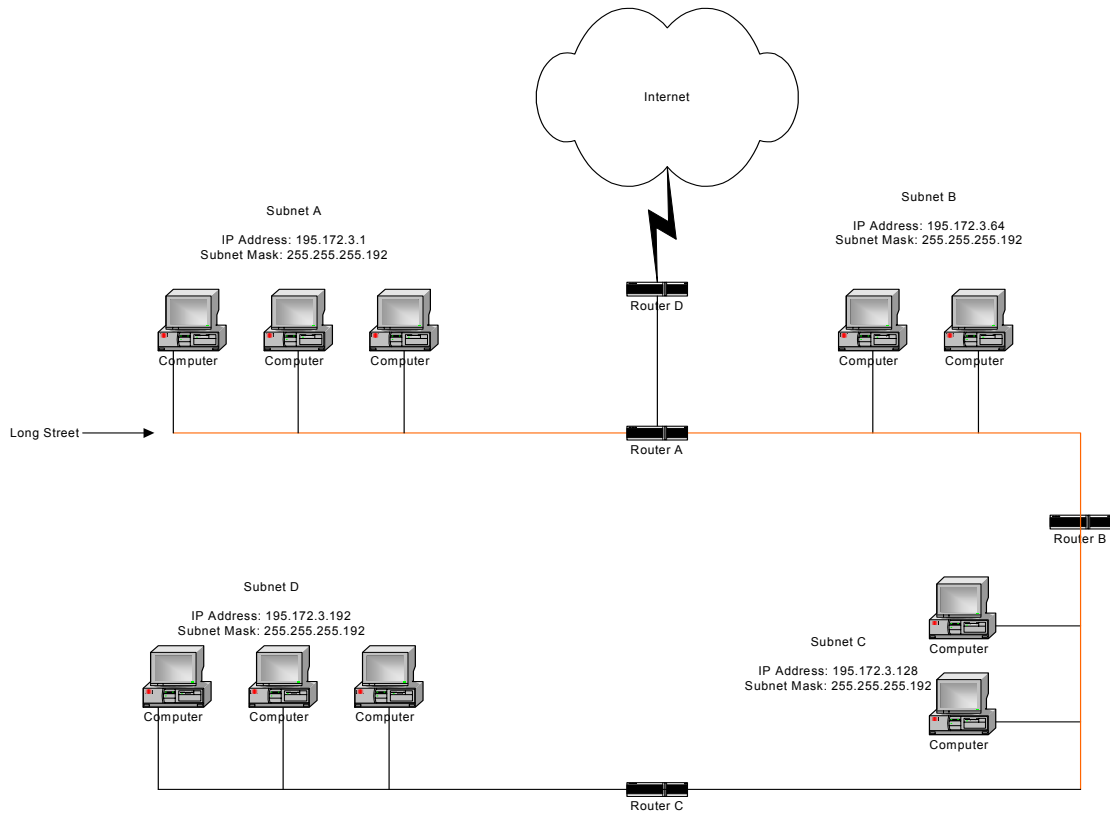 Internet
Subnet A
IP Address: 195.172.3.1
Subnet Mask: 255.255.255.192
Subnet B
IP Address: 195.172.3.64
Subnet Mask: 255.255.255.192
Router D
Computer
Computer
Computer
Computer
Computer
Long Street
Router A
Router B
Subnet D
IP Address: 195.172.3.192
Subnet Mask: 255.255.255.192
Subnet C
IP Address: 195.172.3.128
Subnet Mask: 255.255.255.192
Computer
Computer
Computer
Computer
Computer
Router C